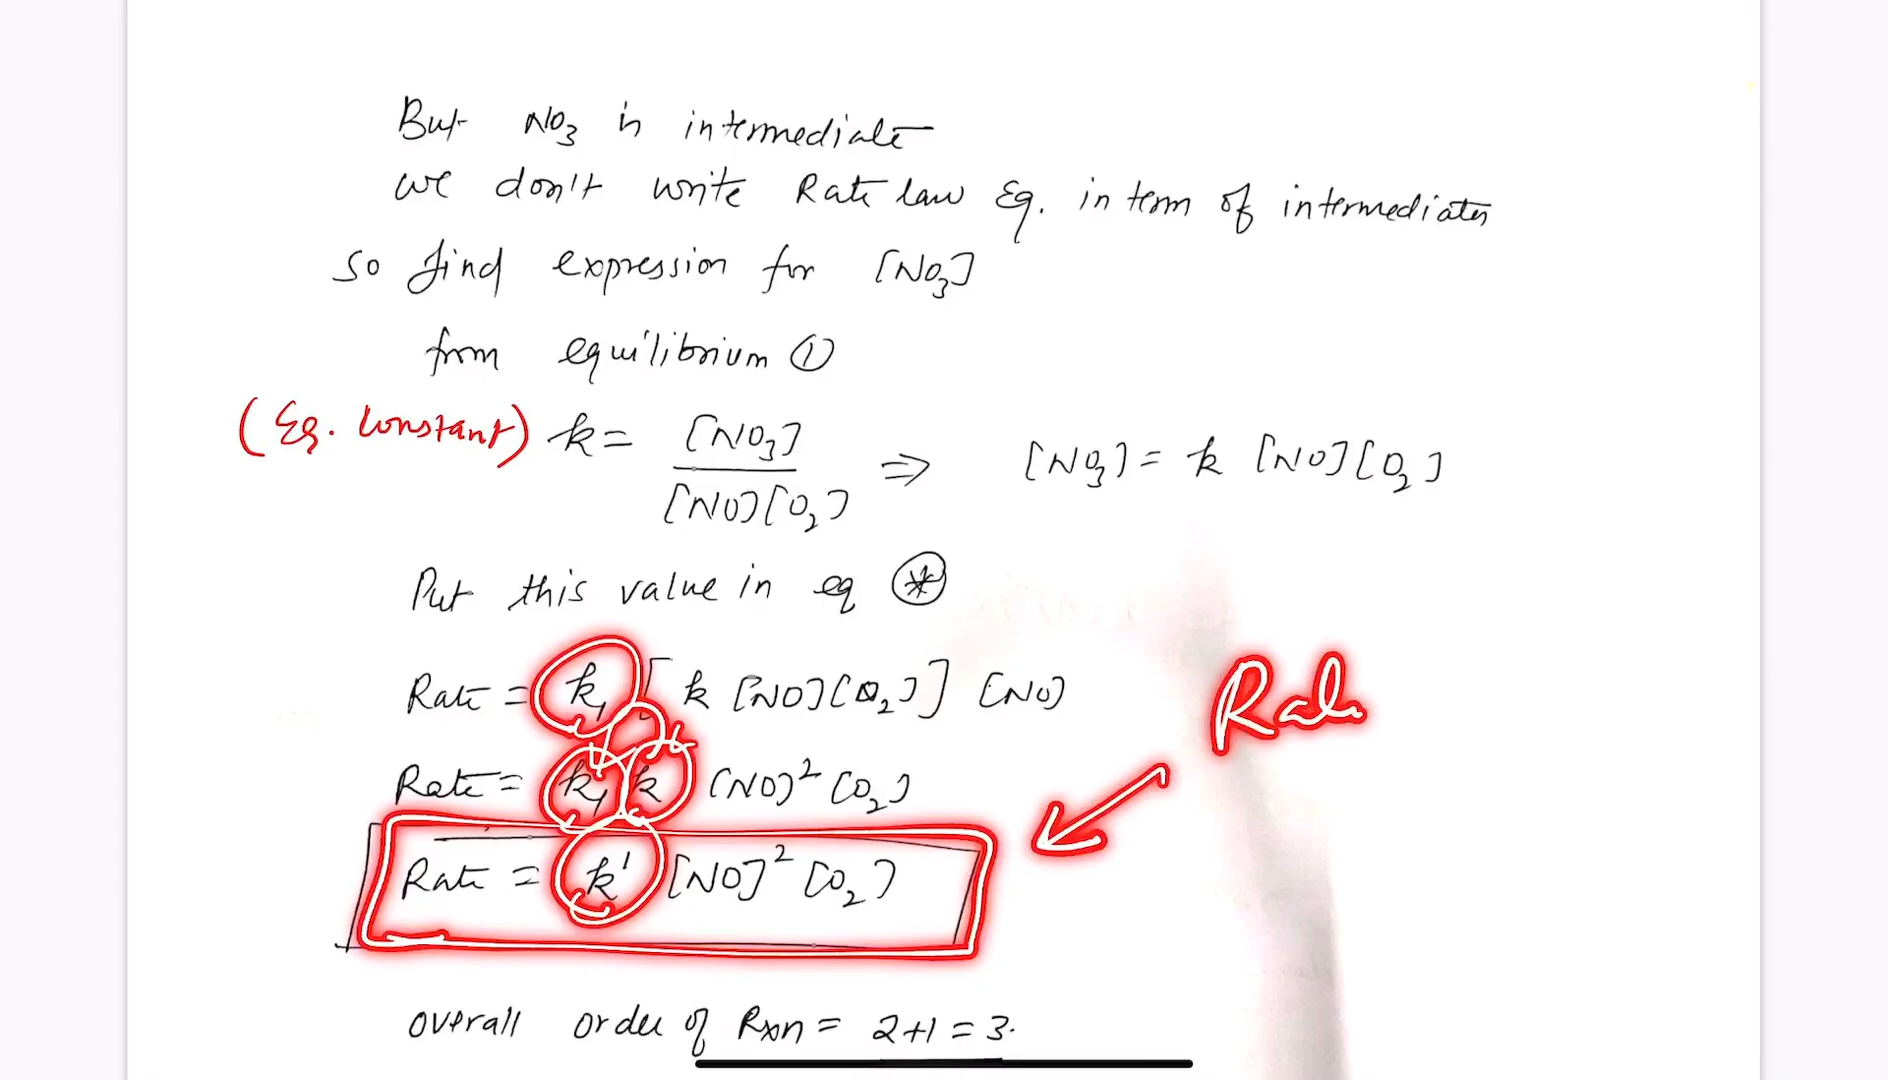 But NO3 is intermediate
we don't write Rate law Eq. in term of intermediates
so find expression for [NO3]
from equilibrium ①
(Eq. constant) k = [NO3] / [NO][O2] ⇒ [NO3] = k [NO][O2]
Put this value in eq ⊛
Rate = k1 [ k [NO][O2] ] [NO]
Rate = k1 k [NO]² [O2]
Rate = k' [NO]² [O2]
overall order of Rxn = 2+1 = 3.